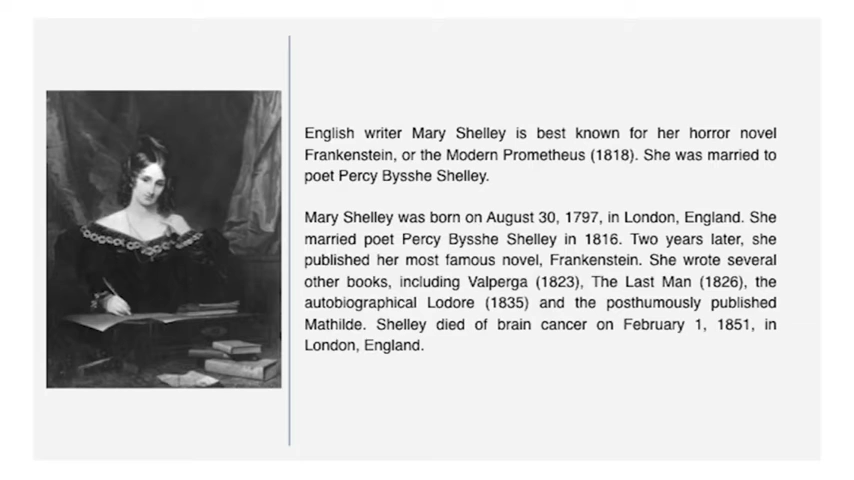 English writer Mary Shelley is best known for her horror novel
Frankenstein, or the Modern Prometheus (1818). She was married to
poet Percy Bysshe Shelley.
Mary Shelley was born on August 30, 1797, in London, England. She
married poet Percy Bysshe Shelley in 1816. Two years later, she
published her most famous novel, Frankenstein. She wrote several
other books, including Valperga (1823), The Last Man (1826), the
autobiographical Lodore (1835) and the posthumously published
Mathilde. Shelley died of brain cancer on February 1, 1851, in
London, England.